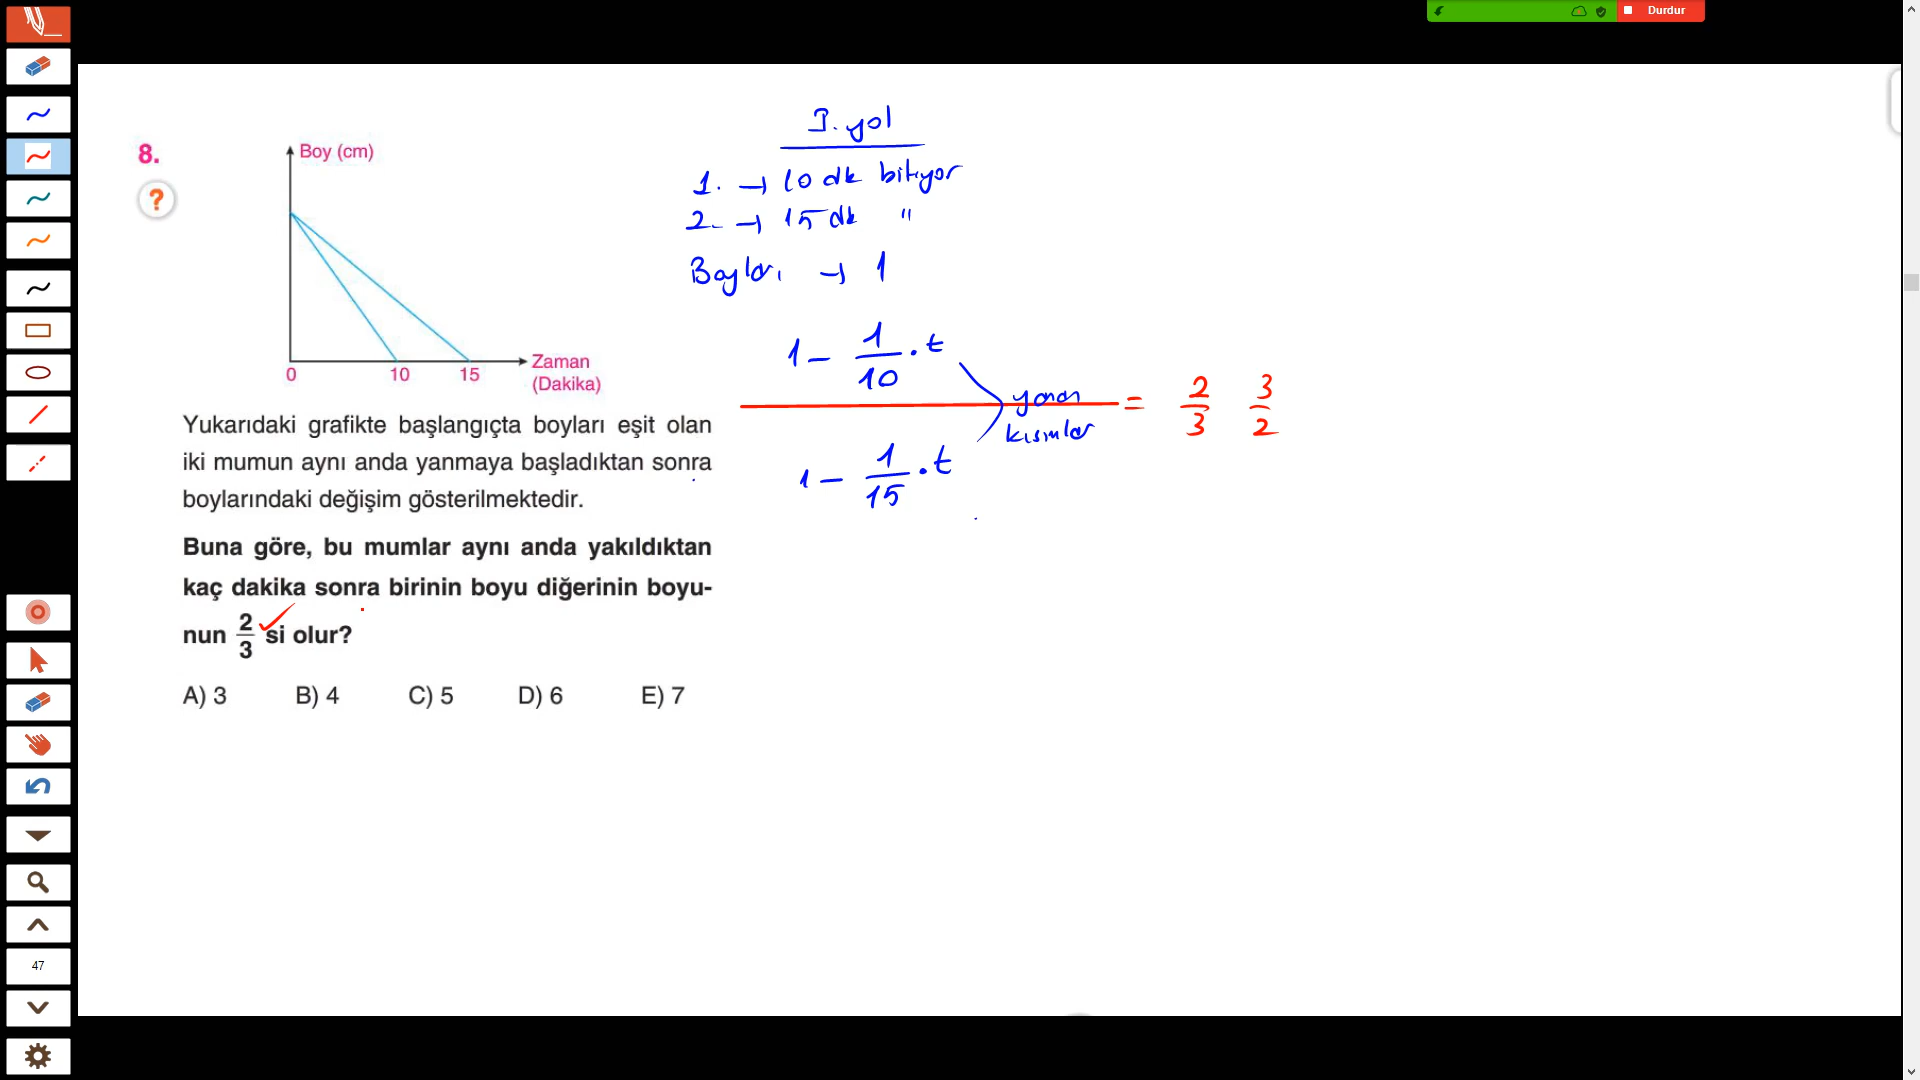 Durdur
8.
?
Boy (cm)
0
10
15
Zaman
(Dakika)
Yukarıdaki grafikte başlangıçta boyları eşit olan
iki mumun aynı anda yanmaya başladıktan sonra
boylarındaki değişim gösterilmektedir.
Buna göre, bu mumlar aynı anda yakıldıktan
kaç dakika sonra birinin boyu diğerinin boyu-
nun 2/3 si olur?
A) 3 B) 4 C) 5 D) 6 E) 7
I. yol
1. → 10 dk bitiyor
2. → 15 dk "
Boyları → 1
1 - 1/10 . t
yanan
kısımlar
= 2/3 3/2
1 - 1/15 . t
47